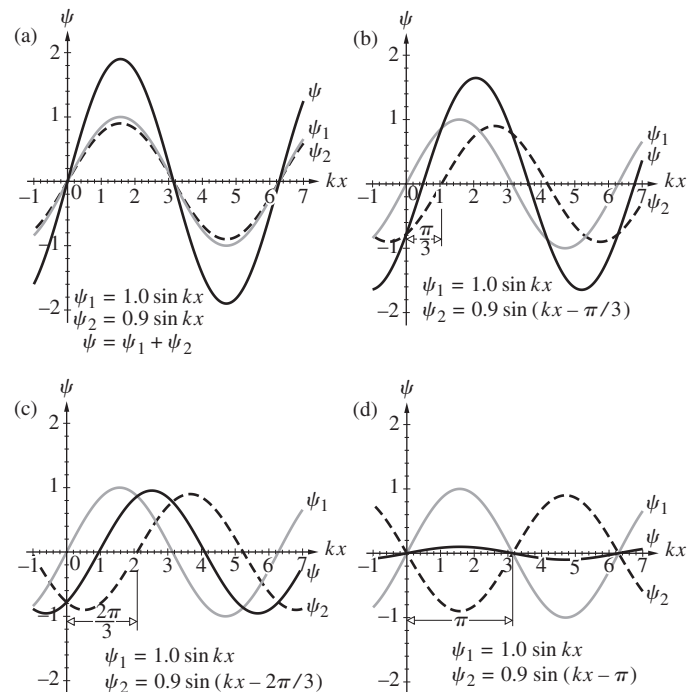 (a)
ψ
2
1
−1
0
1
2
3
4
5
6
7
kx
−1
−2
ψ
ψ₁
ψ₂
ψ₁ = 1.0 sin kx
ψ₂ = 0.9 sin kx
ψ = ψ₁ + ψ₂
(b)
ψ
2
1
−1
0
1
2
3
4
5
6
7
kx
−1
−2
π/3
ψ₁
ψ
ψ₂
ψ₁ = 1.0 sin kx
ψ₂ = 0.9 sin (kx − π/3)
(c)
ψ
2
1
−1
0
1
2
3
4
5
6
7
kx
−1
−2
2π/3
ψ₁
ψ
ψ₂
ψ₁ = 1.0 sin kx
ψ₂ = 0.9 sin (kx − 2π/3)
(d)
ψ
2
1
−1
0
1
2
3
4
5
6
7
kx
−1
−2
π
ψ₁
ψ
ψ₂
ψ₁ = 1.0 sin kx
ψ₂ = 0.9 sin (kx − π)